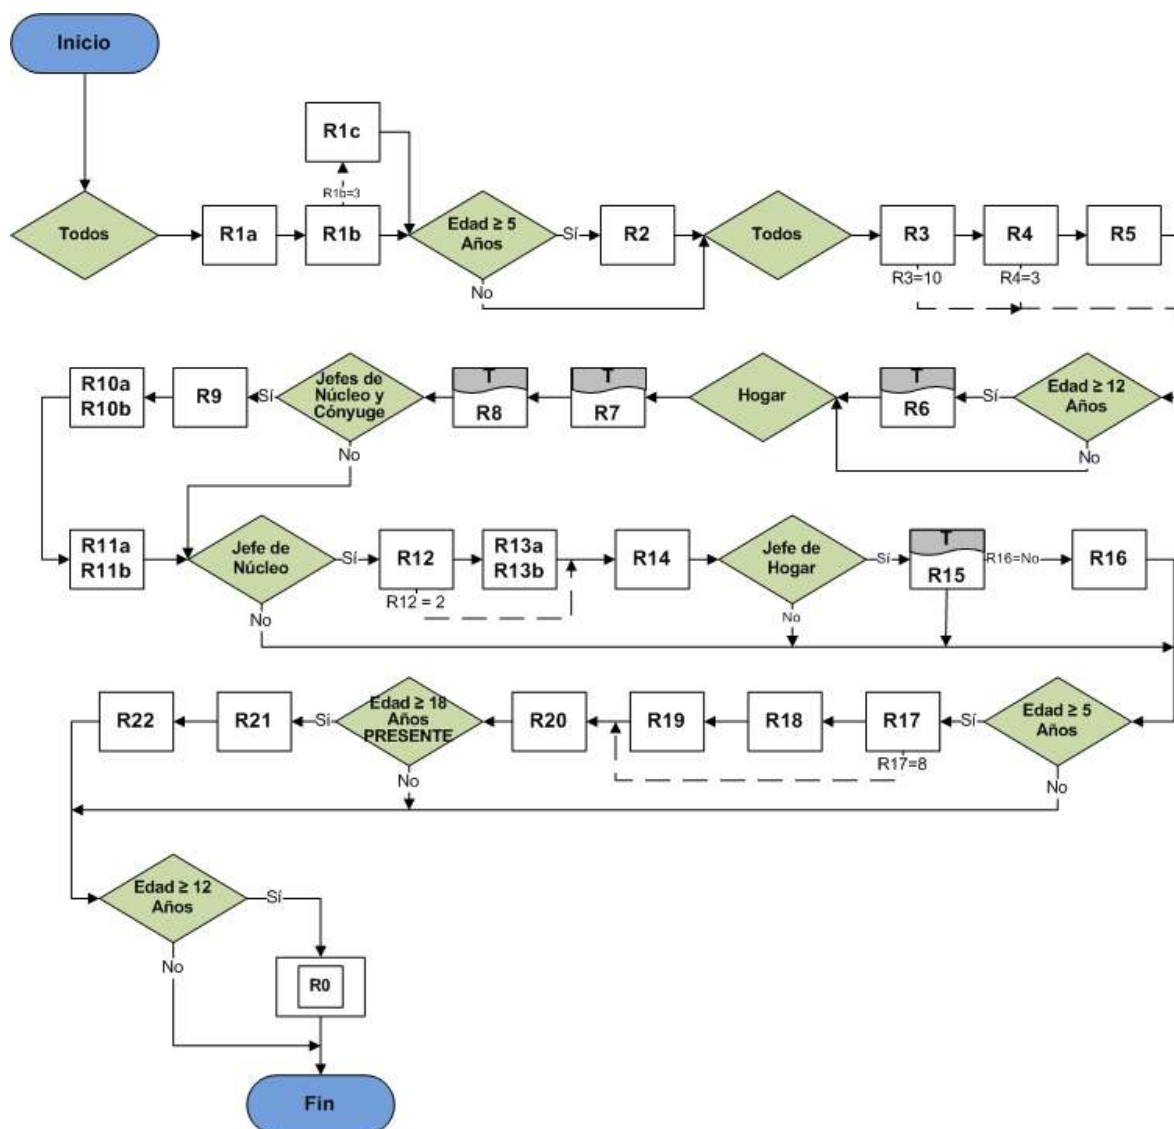 Inicio
R1c
R1b=3
Todos
R1a
R1b
Edad ≥ 5
Años
Sí
R2
Todos
R3
R4
R5
No
R3=10
R4=3
R10a
R10b
R9
Sí
Jefes de
Núcleo y
Cónyuge
T
R8
T
R7
Hogar
T
R6
Sí
Edad ≥ 12
Años
No
No
R11a
R11b
Jefe de
Núcleo
Sí
R12
R13a
R13b
R14
Jefe de
Hogar
Sí
T
R15
R16=No
R16
R12 = 2
No
No
R22
R21
Sí
Edad ≥ 18
Años
PRESENTE
R20
R19
R18
R17
Sí
Edad ≥ 5
Años
R17=8
No
No
Edad ≥ 12
Años
Sí
No
R0
Fin